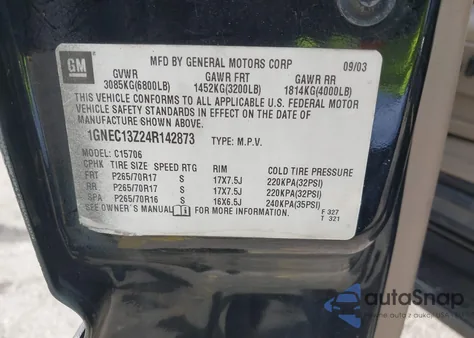 GM
MFD BY GENERAL MOTORS CORP 09/03
GVWR GAWR FRT GAWR RR
3085KG(6800LB) 1452KG(3200LB) 1814KG(4000LB)
THIS VEHICLE CONFORMS TO ALL APPLICABLE U.S. FEDERAL MOTOR
VEHICLE SAFETY STANDARDS IN EFFECT ON THE DATE OF
MANUFACTURE SHOWN ABOVE.
1GNEC13Z24R142873 TYPE: M.P.V.
MODEL: C15706
CPHK TIRE SIZE SPEED RTG RIM COLD TIRE PRESSURE
FRT P265/70R17 S 17X7.5J 220KPA(32PSI)
RR P265/70R17 S 17X7.5J 220KPA(32PSI)
SPA P265/70R16 S 16X6.5J 240KPA(35PSI)
SEE OWNER'S MANUAL FOR MORE INFORMATION.
F 327
T 321
autoSnap
pewne auto z aukcji